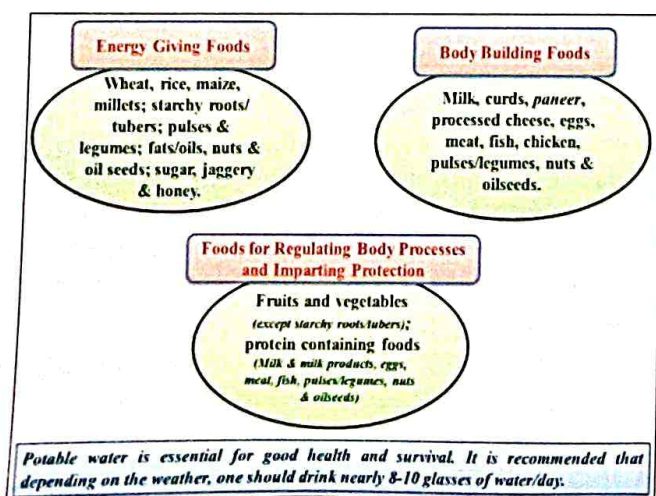 Energy Giving Foods
Wheat, rice, maize,
millets; starchy roots/
tubers; pulses &
legumes; fats/oils, nuts &
oil seeds; sugar, jaggery
& honey.
Body Building Foods
Milk, curds, paneer,
processed cheese, eggs,
meat, fish, chicken,
pulses/legumes, nuts &
oilseeds.
Foods for Regulating Body Processes
and Imparting Protection
Fruits and vegetables
(except starchy roots/tubers);
protein containing foods
(Milk & milk products, eggs,
meat, fish, pulses/legumes, nuts
& oilseeds)
Potable water is essential for good health and survival. It is recommended that
depending on the weather, one should drink nearly 8-10 glasses of water/day.